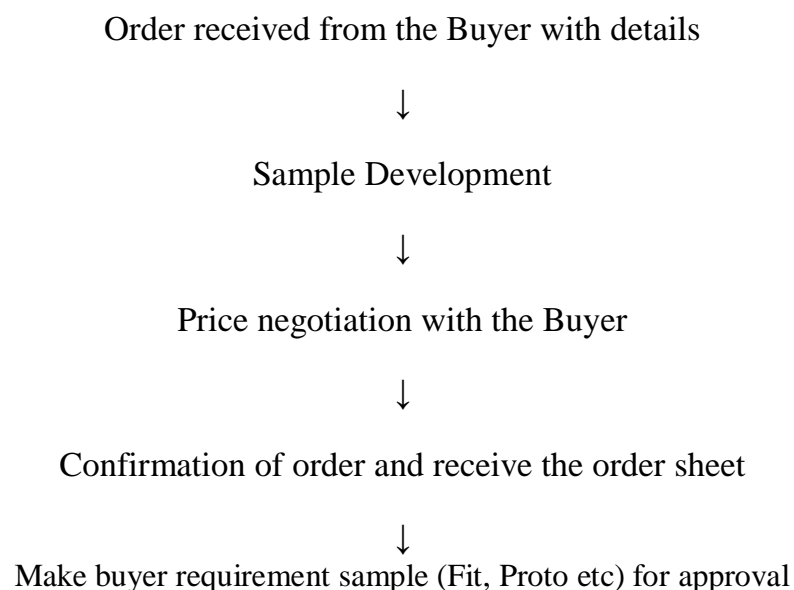 Order received from the Buyer with details
↓
Sample Development
↓
Price negotiation with the Buyer
↓
Confirmation of order and receive the order sheet
↓
Make buyer requirement sample (Fit, Proto etc) for approval